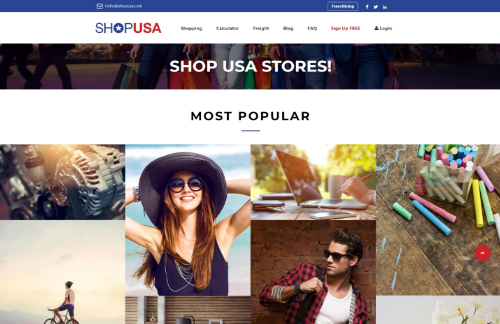 hello@shopusa.com
Franchising
SHOPUSA
Shopping Calculator Freight Blog FAQ Sign Up FREE Login
SHOP USA STORES!
MOST POPULAR